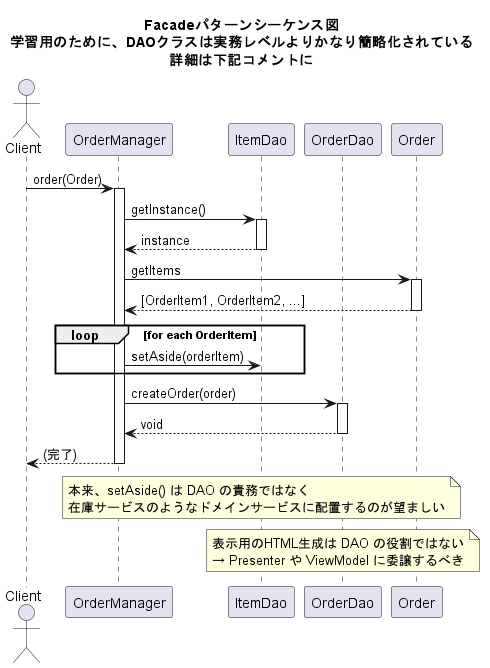 Facadeパターンシーケンス図
学習用のために、DAOクラスは実務レベルよりかなり簡略化されている
詳細は下記コメントに
Client
OrderManager
ItemDao
OrderDao
Order
order(Order)
getInstance()
instance
getItems
[OrderItem1, OrderItem2, ...]
loop
[for each OrderItem]
setAside(orderItem)
createOrder(order)
void
(完了)
本来、setAside() は DAO の責務ではなく
在庫サービスのようなドメインサービスに配置するのが望ましい
表示用のHTML生成は DAO の役割ではない
→ Presenter や ViewModel に委譲するべき
Client
OrderManager
ItemDao
OrderDao
Order